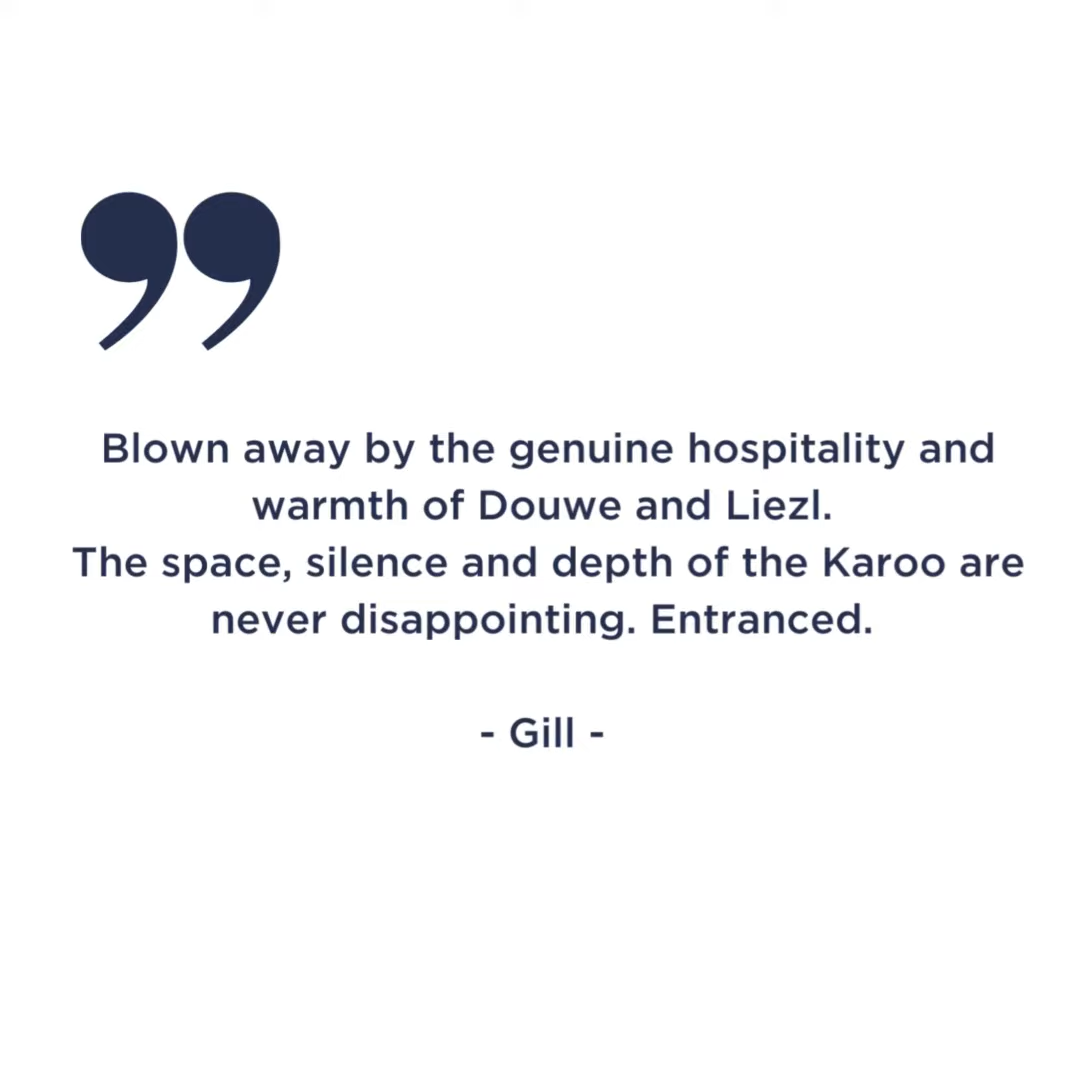 ”
Blown away by the genuine hospitality and
warmth of Douwe and Liezl.
The space, silence and depth of the Karoo are
never disappointing. Entranced.
- Gill -